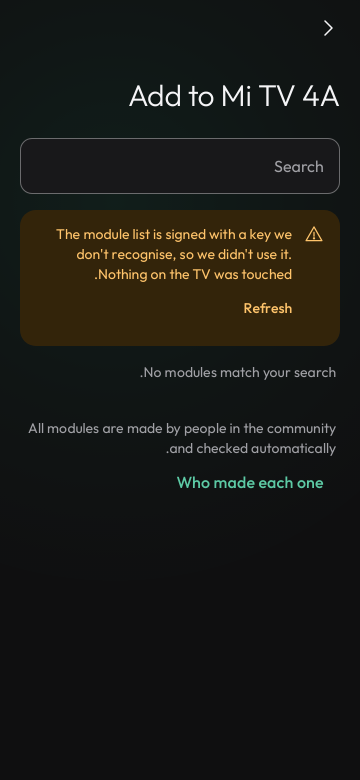 Add to Mi TV 4A
Search
The module list is signed with a key we
don't recognise, so we didn't use it.
.Nothing on the TV was touched
Refresh
.No modules match your search
All modules are made by people in the community
.and checked automatically
Who made each one